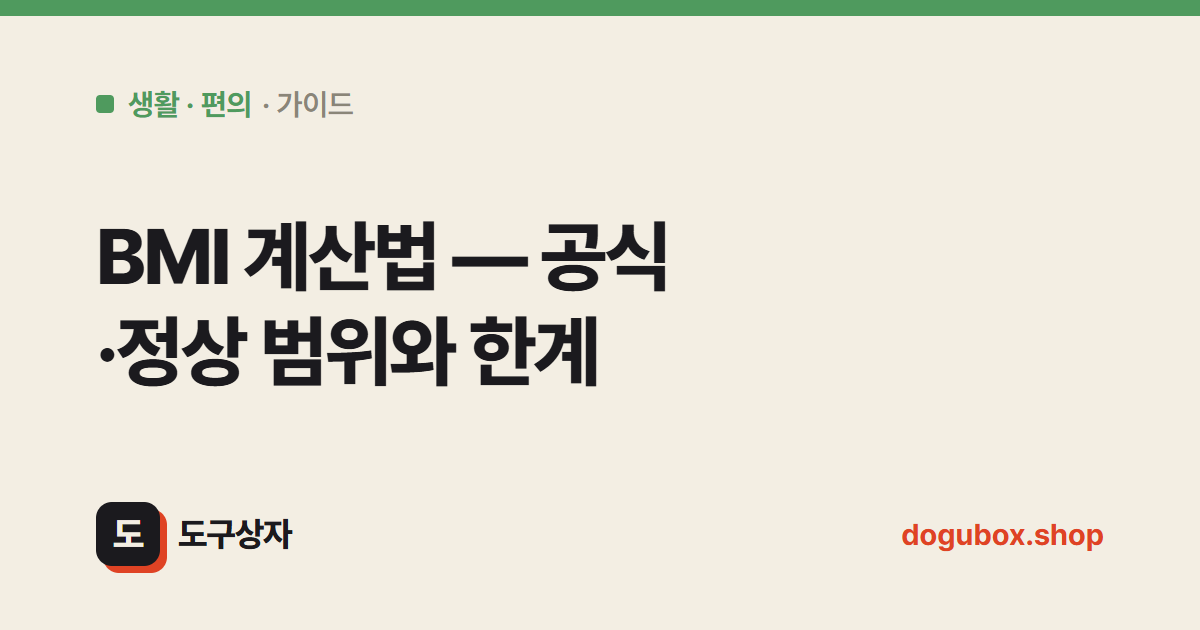 생활 · 편의 · 가이드
BMI 계산법 — 공식
·정상 범위와 한계
도 도구상자
dogubox.shop